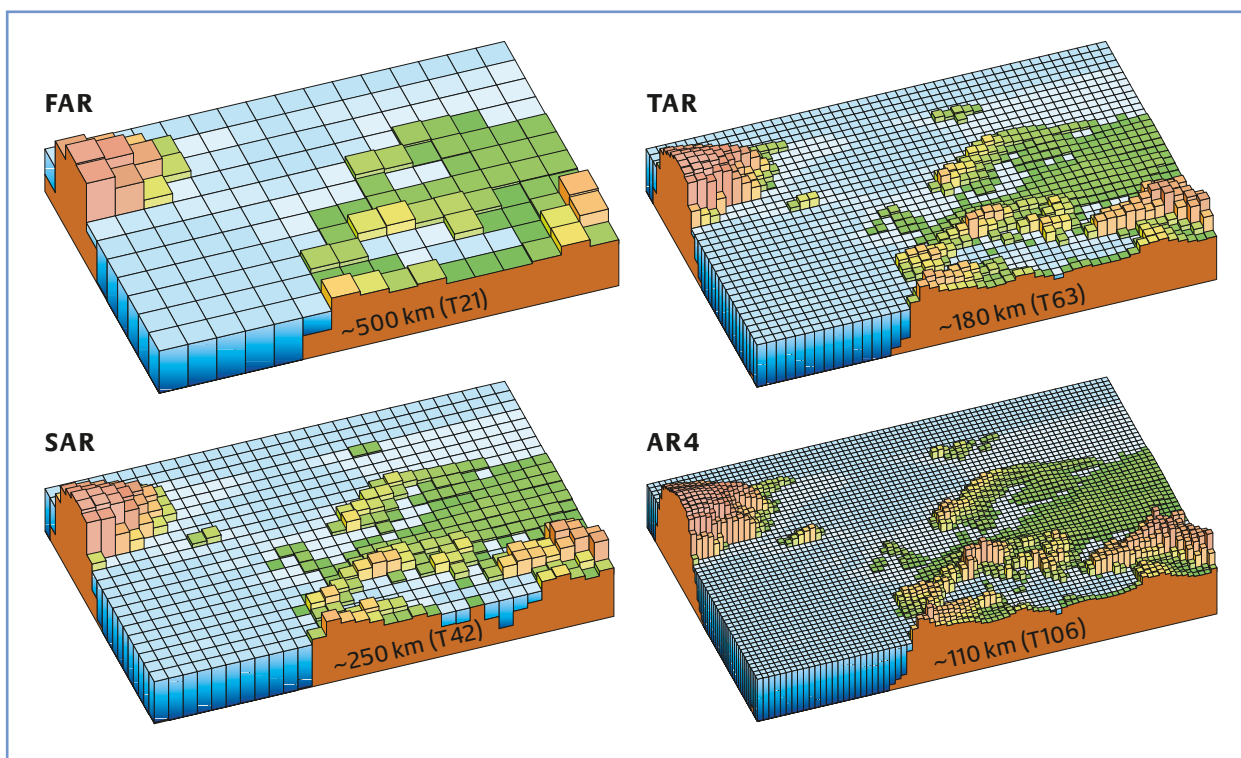 FAR
~500 km (T21)
TAR
~180 km (T63)
SAR
~250 km (T42)
AR4
~110 km (T106)